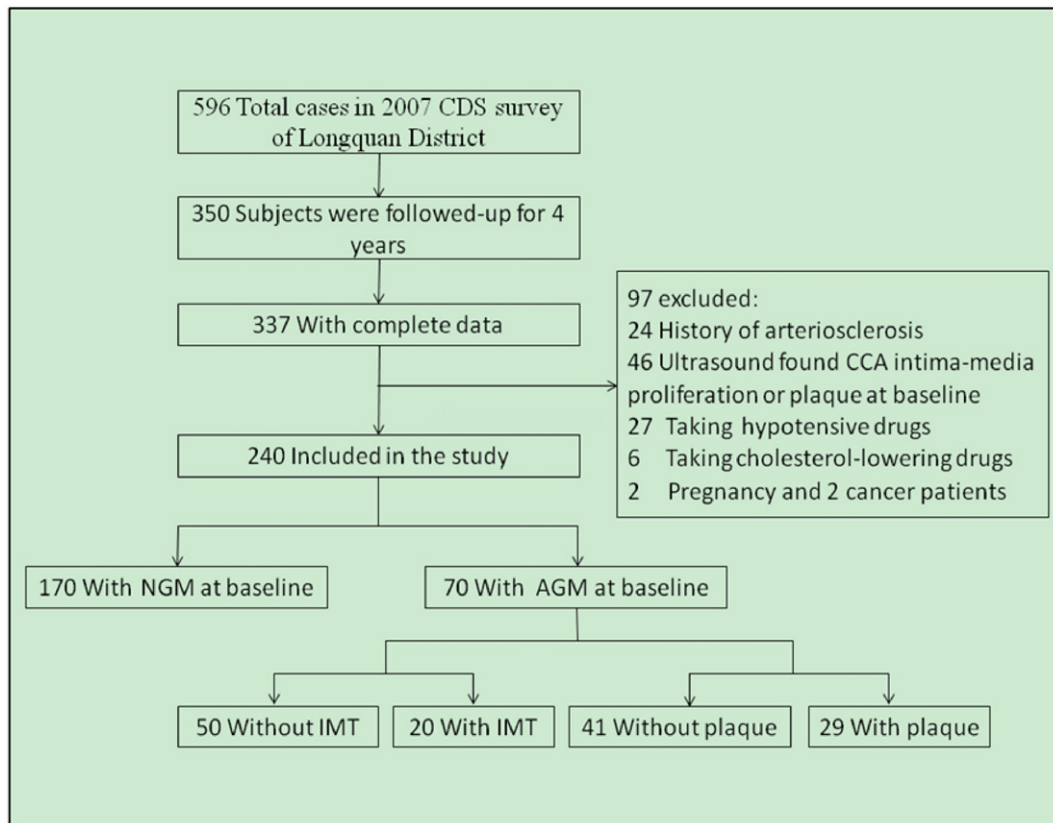 596 Total cases in 2007 CDS survey
of Longquan District
350 Subjects were followed-up for 4
years
337 With complete data
97 excluded:
24 History of arteriosclerosis
46 Ultrasound found CCA intima-media
proliferation or plaque at baseline
27 Taking hypotensive drugs
6 Taking cholesterol-lowering drugs
2 Pregnancy and 2 cancer patients
240 Included in the study
170 With NGM at baseline
70 With AGM at baseline
50 Without IMT
20 With IMT
41 Without plaque
29 With plaque